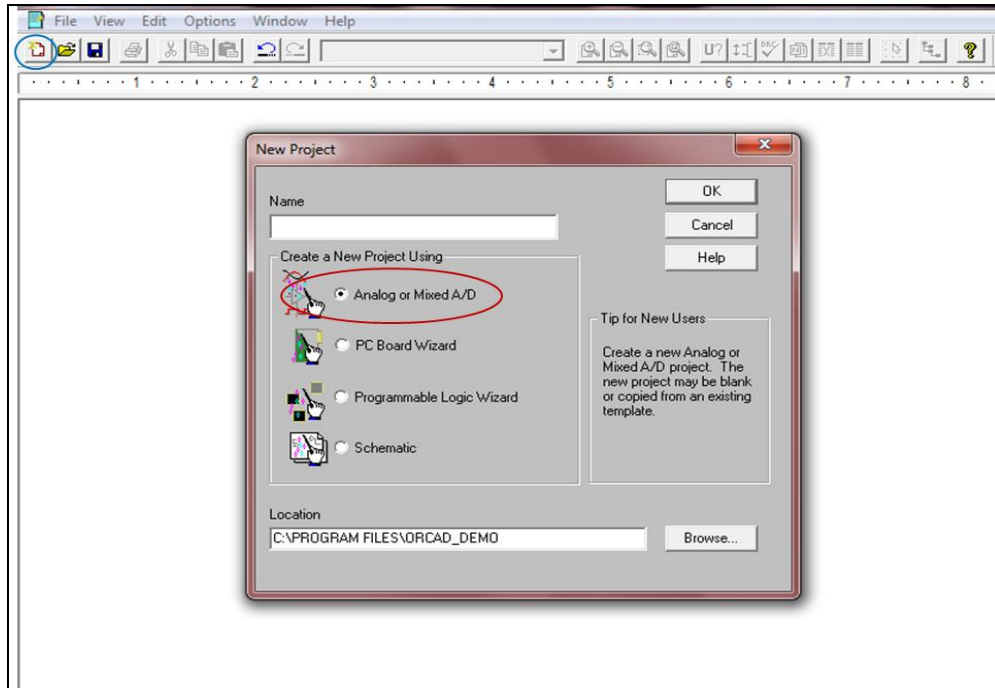 File View Edit Options Window Help
U? DRC ?
1 2 3 4 5 6 7 8
New Project
Name
OK
Cancel
Help
Create a New Project Using
Analog or Mixed A/D
PC Board Wizard
Programmable Logic Wizard
Schematic
Tip for New Users
Create a new Analog or
Mixed A/D project. The
new project may be blank
or copied from an existing
template.
Location
C:\PROGRAM FILES\ORCAD_DEMO
Browse...